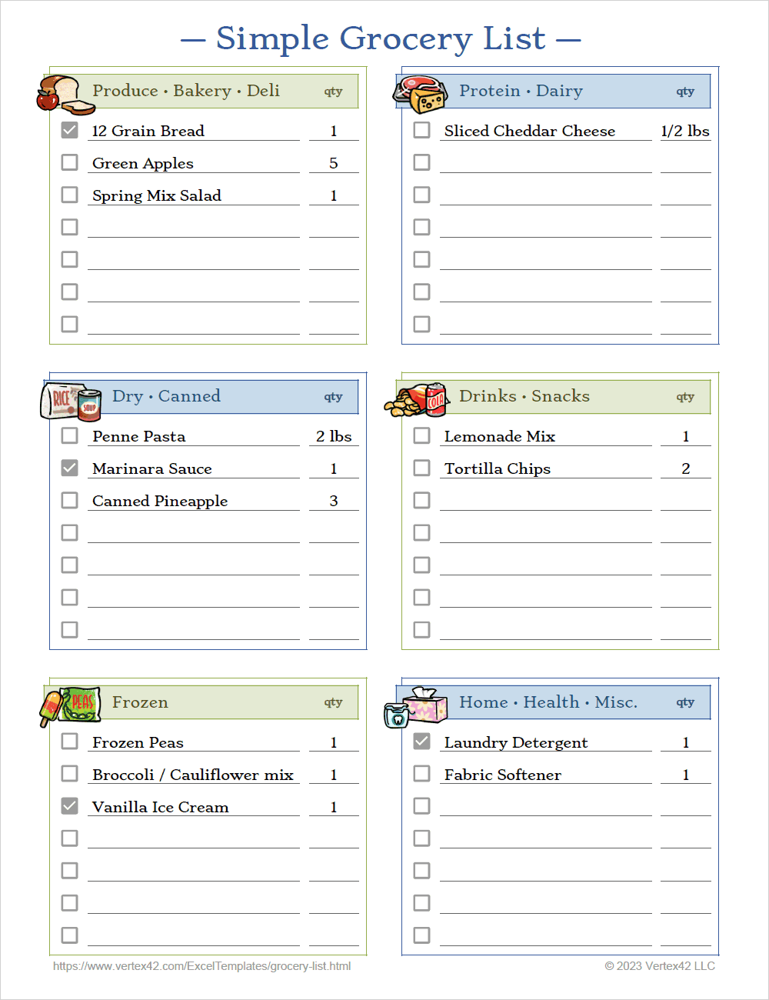 — Simple Grocery List —
Produce • Bakery • Deli qty
12 Grain Bread 1
Green Apples 5
Spring Mix Salad 1
Protein • Dairy qty
Sliced Cheddar Cheese 1/2 lbs
RICE
SOUP
Dry • Canned qty
Penne Pasta 2 lbs
Marinara Sauce 1
Canned Pineapple 3
COLA
Drinks • Snacks qty
Lemonade Mix 1
Tortilla Chips 2
PEAS
Frozen qty
Frozen Peas 1
Broccoli / Cauliflower mix 1
Vanilla Ice Cream 1
Home • Health • Misc. qty
Laundry Detergent 1
Fabric Softener 1
https://www.vertex42.com/ExcelTemplates/grocery-list.html
© 2023 Vertex42 LLC